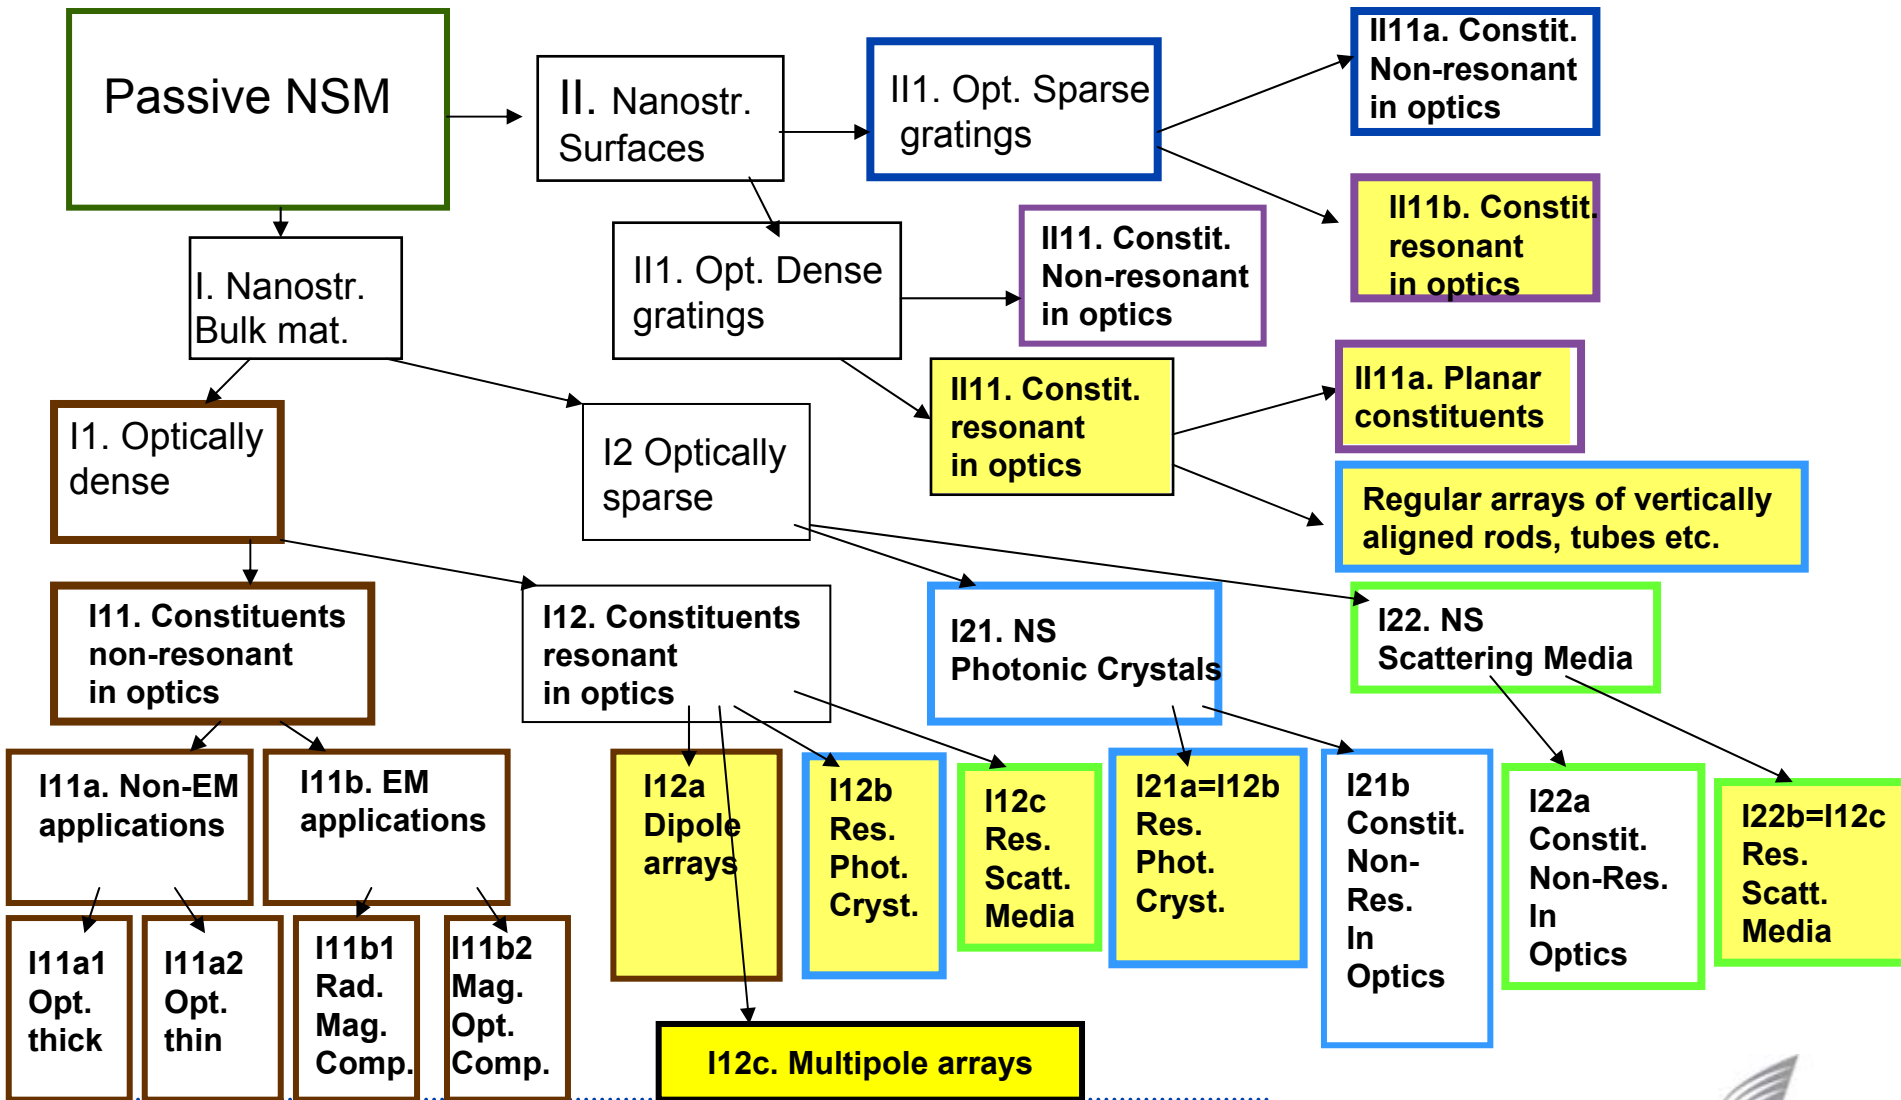 Passive NSM
II. Nanostr.
Surfaces
II1. Opt. Sparse
gratings
II11a. Constit.
Non-resonant
in optics
II11b. Constit.
resonant
in optics
I. Nanostr.
Bulk mat.
II1. Opt. Dense
gratings
II11. Constit.
Non-resonant
in optics
II11. Constit.
resonant
in optics
II11a. Planar
constituents
Regular arrays of vertically
aligned rods, tubes etc.
I1. Optically
dense
I2 Optically
sparse
I11. Constituents
non-resonant
in optics
I12. Constituents
resonant
in optics
I21. NS
Photonic Crystals
I22. NS
Scattering Media
I11a. Non-EM
applications
I11b. EM
applications
I12a
Dipole
arrays
I12b
Res.
Phot.
Cryst.
I12c
Res.
Scatt.
Media
I21a=I12b
Res.
Phot.
Cryst.
I21b
Constit.
Non-
Res.
In
Optics
I22a
Constit.
Non-Res.
In
Optics
I22b=I12c
Res.
Scatt.
Media
I11a1
Opt.
thick
I11a2
Opt.
thin
I11b1
Rad.
Mag.
Comp.
I11b2
Mag.
Opt.
Comp.
I12c. Multipole arrays